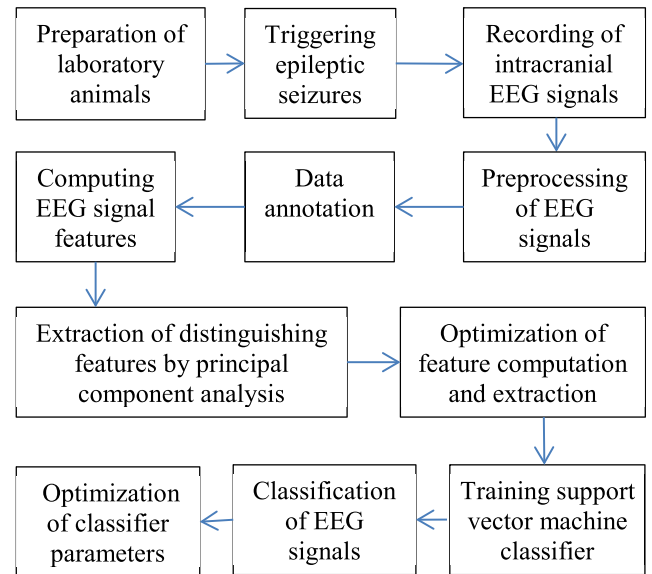 Preparation of
laboratory
animals
Triggering
epileptic
seizures
Recording of
intracranial
EEG signals
Preprocessing
of EEG
signals
Data
annotation
Computing
EEG signal
features
Extraction of distinguishing
features by principal
component analysis
Optimization of
feature computation
and extraction
Training support
vector machine
classifier
Classification
of EEG
signals
Optimization
of classifier
parameters